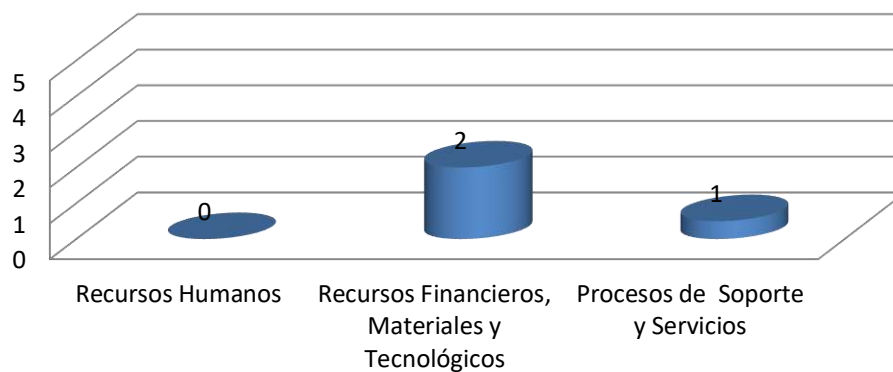 5
4
3
2
1
0
0
2
1
Recursos Humanos
Recursos Financieros,
Materiales y
Tecnológicos
Procesos de  Soporte
y Servicios